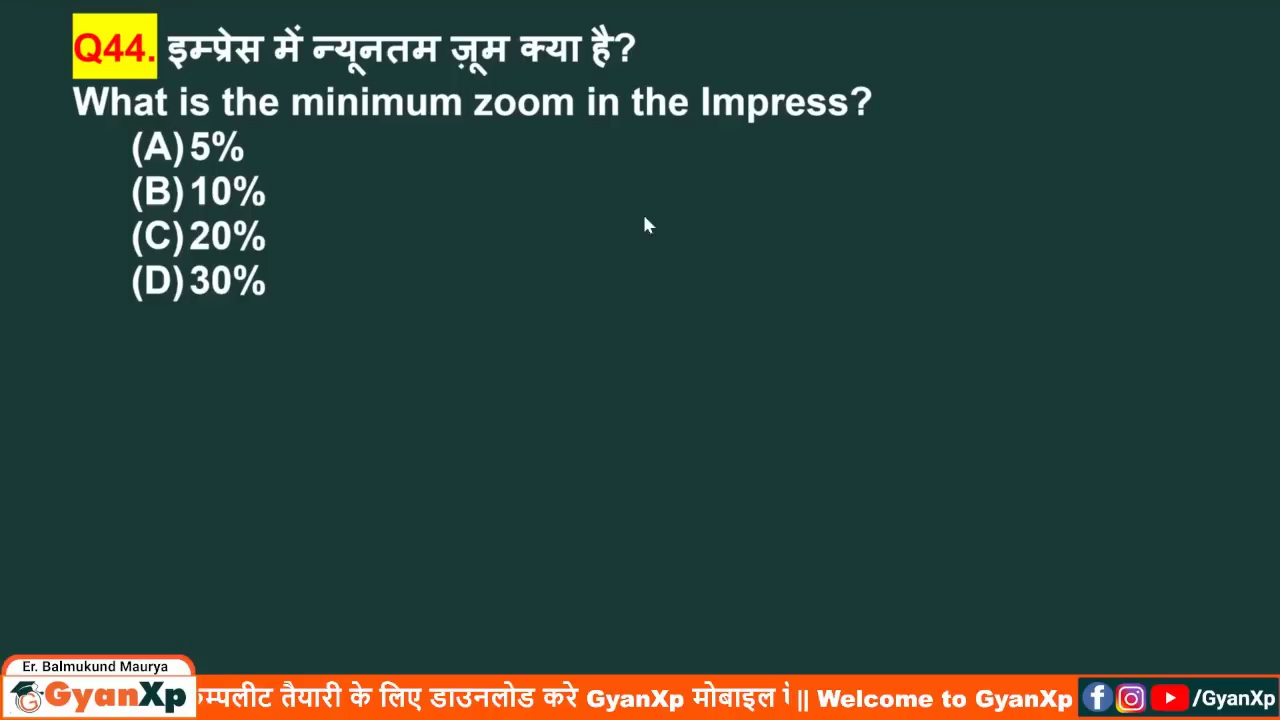 Q44. इम्प्रेस में न्यूनतम ज़ूम क्या है?
What is the minimum zoom in the Impress?
(A) 5%
(B) 10%
(C) 20%
(D) 30%
Er. Balmukund Maurya
GyanXp
म्पलीट तैयारी के लिए डाउनलोड करे GyanXp मोबाइल || Welcome to GyanXp /GyanXp